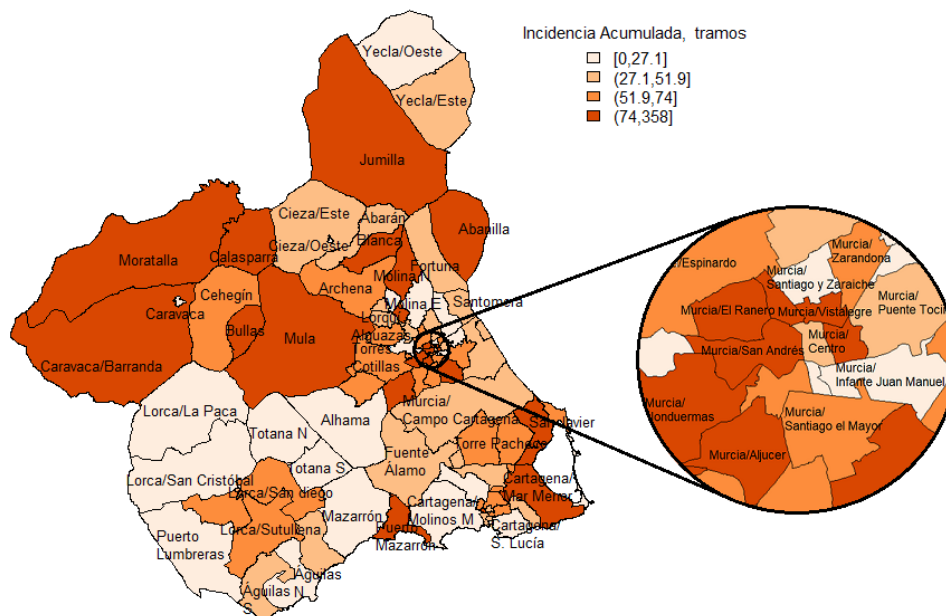 Incidencia Acumulada, tramos
[0,27.1]
(27.1,51.9]
(51.9,74]
(74,358]
Yecla/Oeste
Yecla/Este
Jumilla
Cieza/Este
Abarán
Cieza/Oeste
Blanca
Abanilla
Moratalla
Calasparra
Fortuna
Molina N
Archena
Cehegín
Caravaca
Molina E
Santomera
Lorquí
Bullas
Mula
Alguazas
Torres
Cotillas
Caravaca/Barranda
Lorca/La Paca
Alhama
Murcia/
Campo Cartagena
San Javier
Totana N
Torre Pacheco
Fuente
Álamo
Totana S
Lorca/San Cristóbal
Lorca/San diego
Cartagena/
Mar Menor
Cartagena/
Molinos M
Mazarrón
Lorca/Sutullena
Puerto
Lumbreras
Puerto
Mazarrón
Cartagena/
S. Lucía
Águilas
N
Águilas
S
/Espinardo
Murcia/
Zarandona
Murcia/
Santiago y Zaraiche
Murcia/
Puente Tocin
Murcia/El Ranero
Murcia/Vistalegre
Murcia/
Centro
Murcia/San Andrés
Murcia/
Infante Juan Manuel
Murcia/
Nonduermas
Murcia/
Santiago el Mayor
Murcia/Aljucer